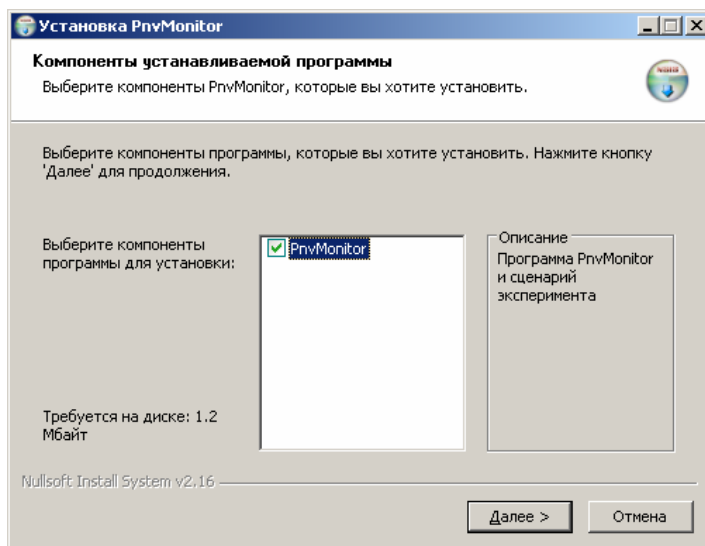 Установка PnvMonitor
Компоненты устанавливаемой программы
Выберите компоненты PnvMonitor, которые вы хотите установить.
Выберите компоненты программы, которые вы хотите установить. Нажмите кнопку
'Далее' для продолжения.
Выберите компоненты
программы для установки:
PnvMonitor
Описание
Программа PnvMonitor
и сценарий
эксперимента
Требуется на диске: 1.2
Мбайт
Nullsoft Install System v2.16
Далее >
Отмена